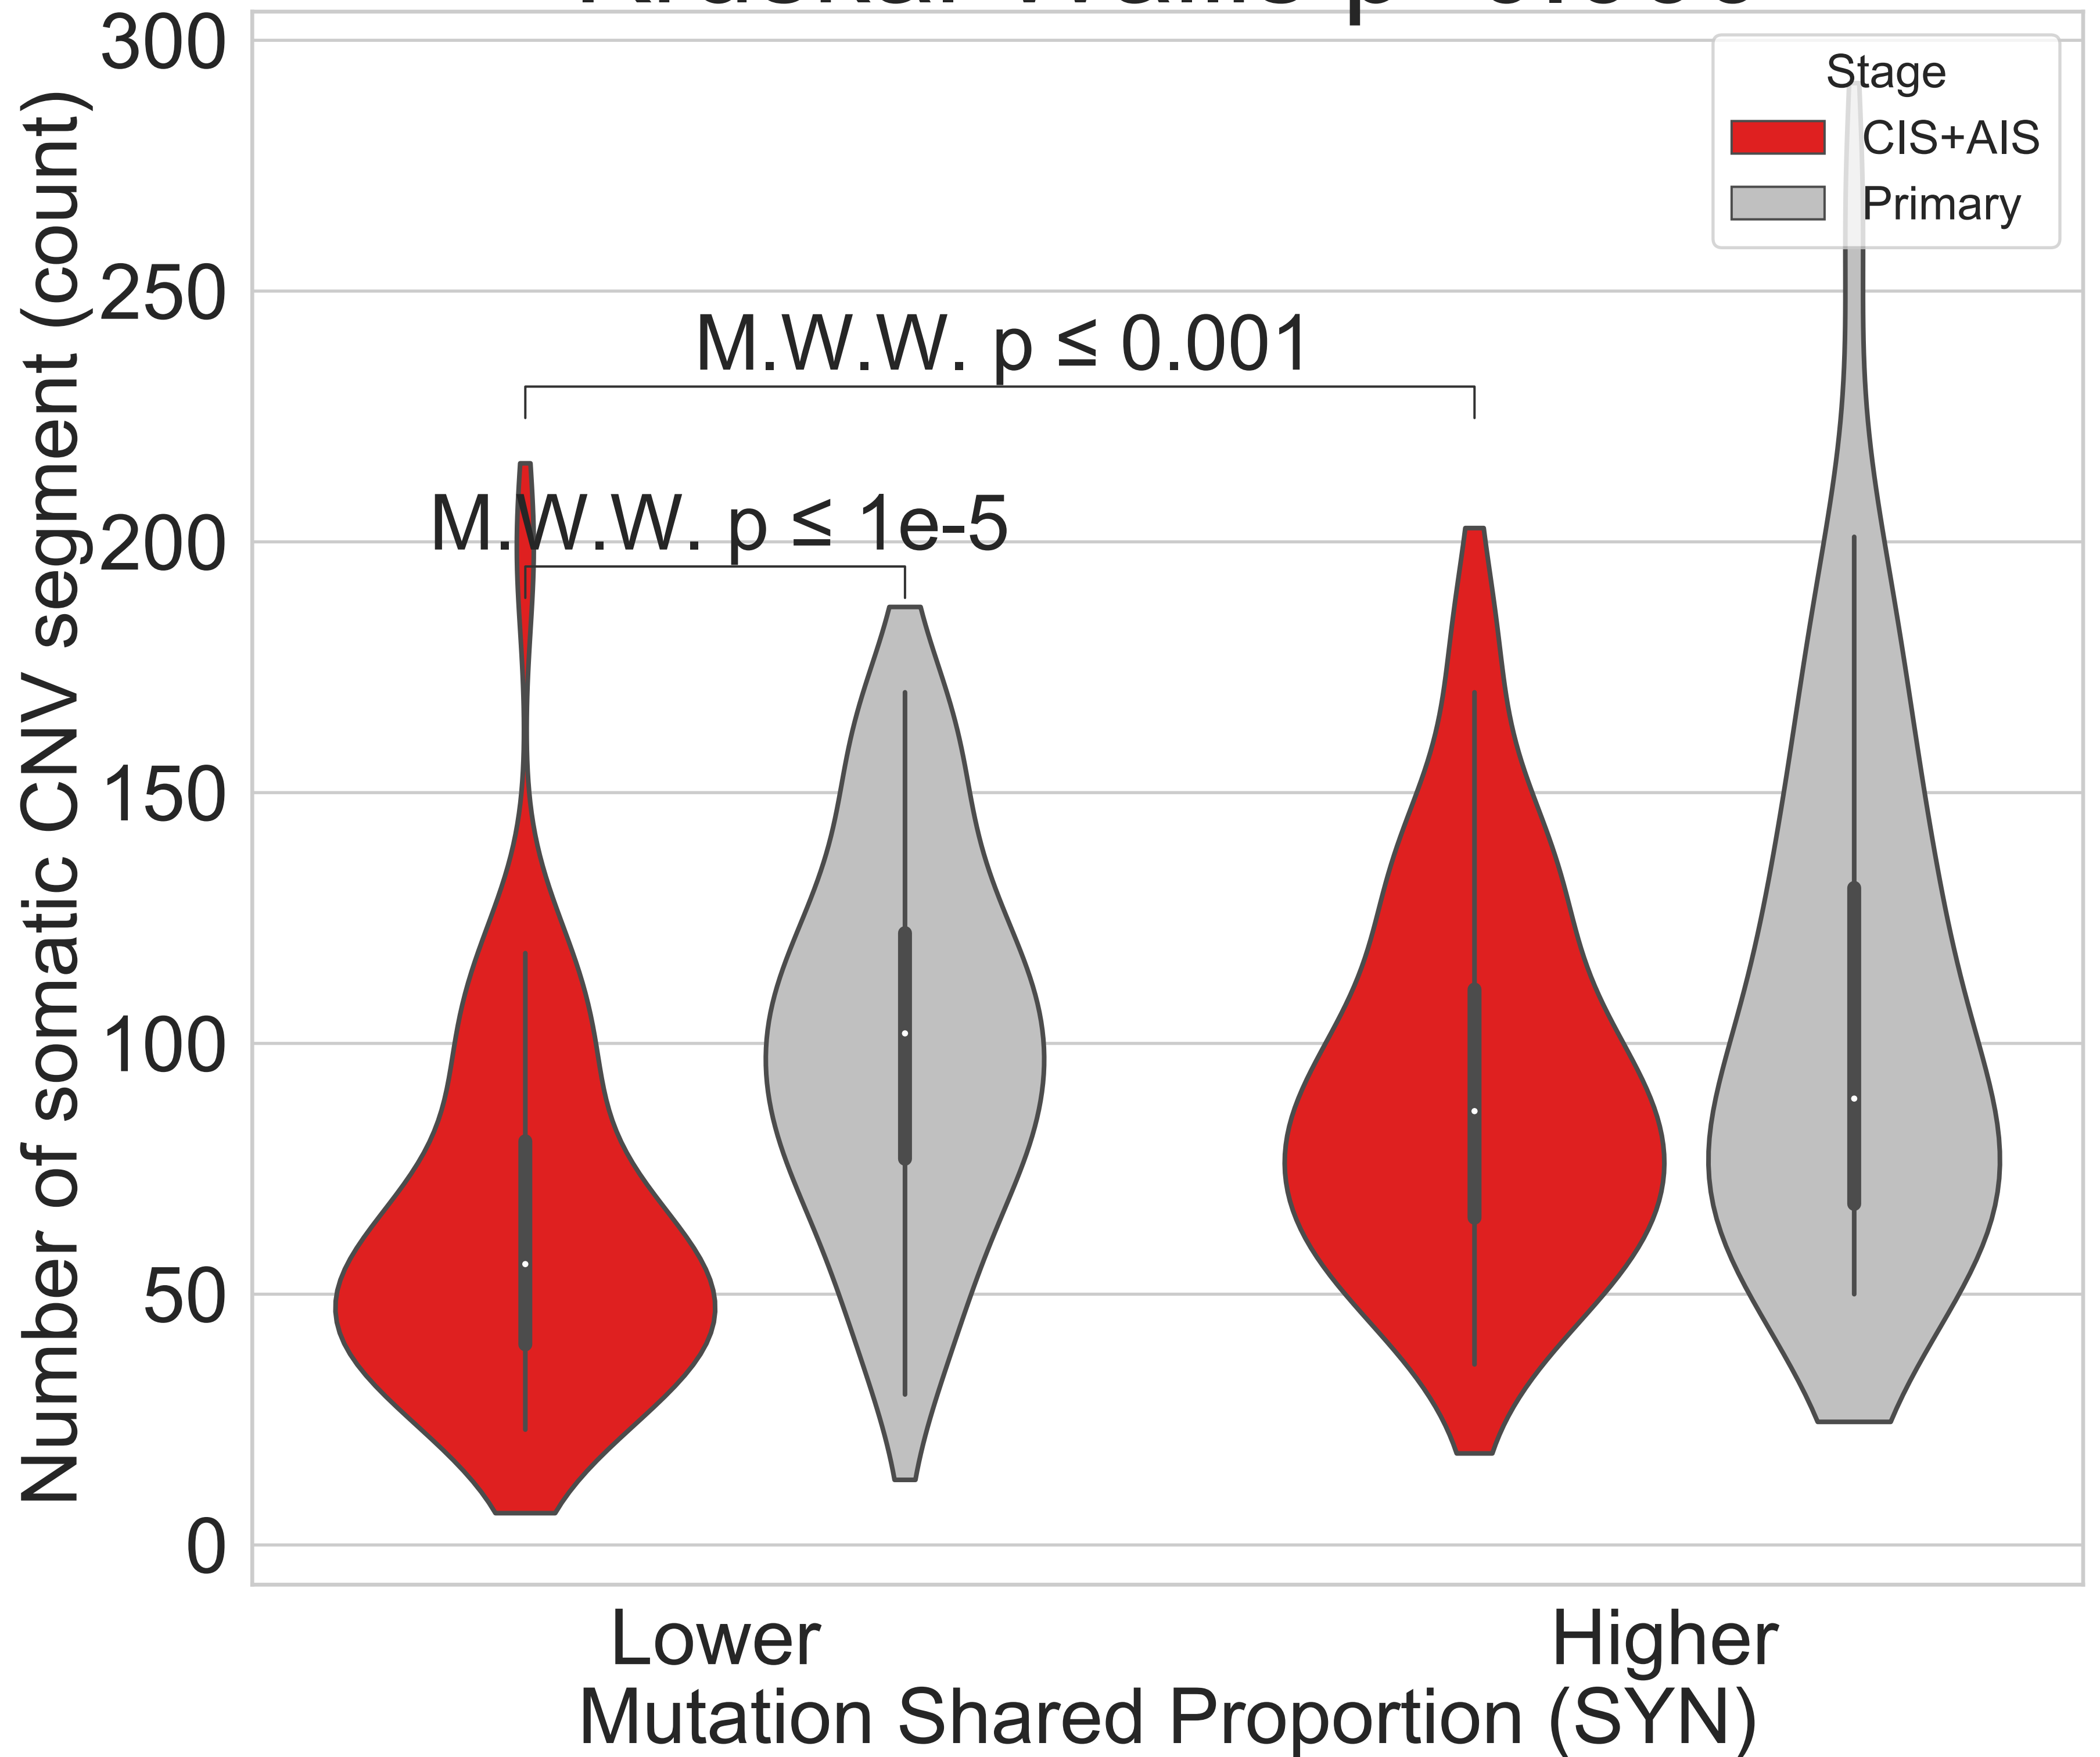 300
250
200
150
100
50
0
Number of somatic CNV segment (count)
Stage
CIS+AIS
Primary
M.W.W. p ≤ 0.001
M.W.W. p ≤ 1e-5
Lower
Higher
Mutation Shared Proportion (SYN)